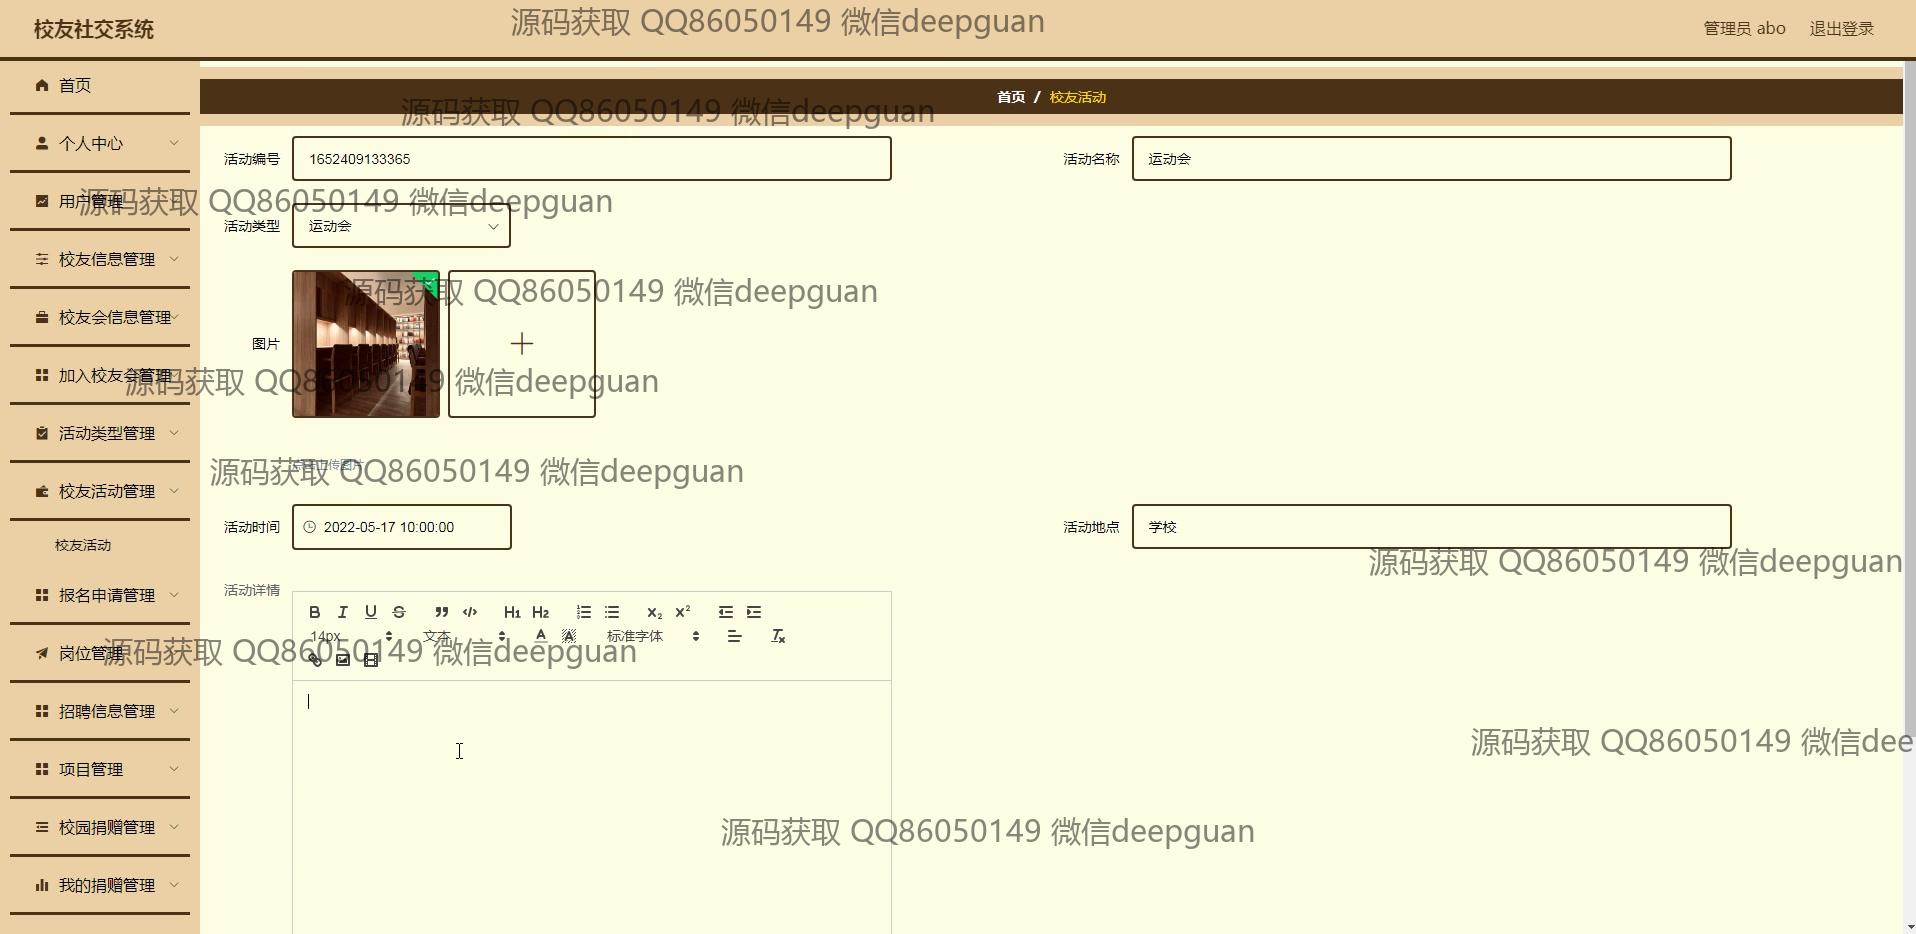 校友社交系统
源码获取 QQ86050149 微信deepguan
管理员 abo
退出登录
首页
首页 / 校友活动
源码获取 QQ86050149 微信deepguan
个人中心
活动编号
1652409133365
活动名称
运动会
用户管理
源码获取 QQ86050149 微信deepguan
活动类型
运动会
校友信息管理
源码获取 QQ86050149 微信deepguan
校友会信息管理
图片
加入校友会管理
源码获取 QQ86050149 微信deepguan
活动类型管理
点击上传图片
源码获取 QQ86050149 微信deepguan
校友活动管理
活动时间
2022-05-17 10:00:00
活动地点
学校
校友活动
源码获取 QQ86050149 微信deepguan
活动详情
报名申请管理
B I U S H1 H2 X2 X2
14px 文本 A A 标准字体 Tx
岗位管理
源码获取 QQ86050149 微信deepguan
招聘信息管理
源码获取 QQ86050149 微信dee
项目管理
校园捐赠管理
源码获取 QQ86050149 微信deepguan
我的捐赠管理